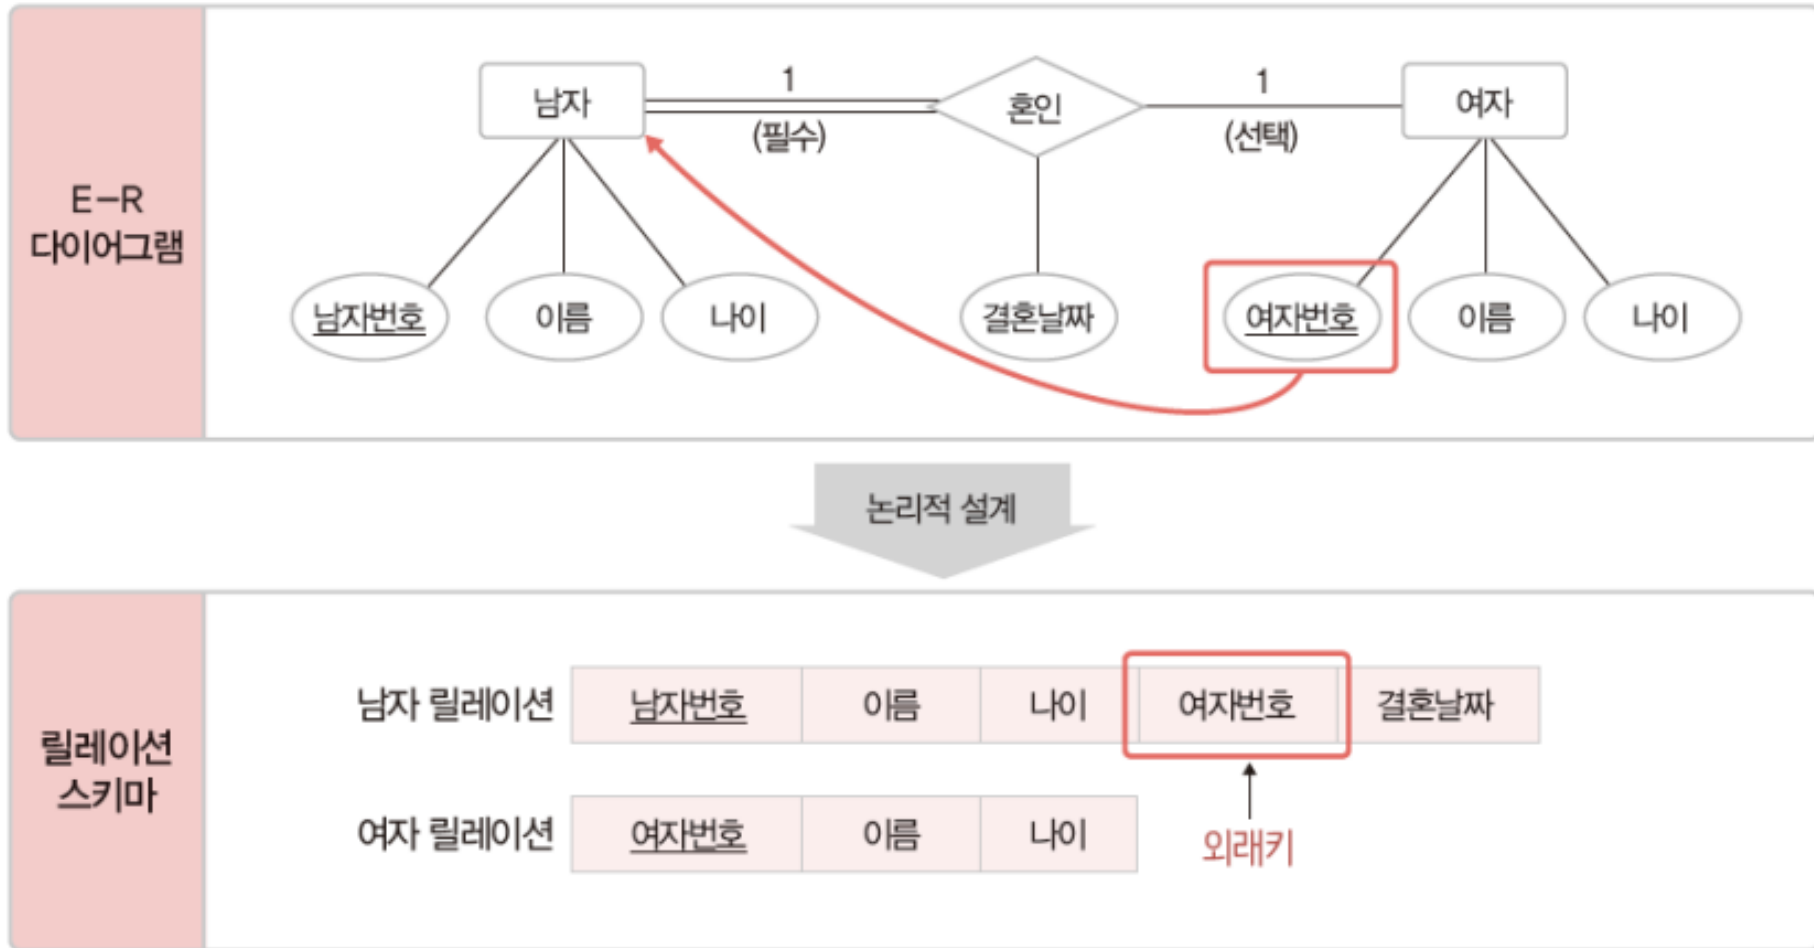 E-R
다이어그램
남자
1
(필수)
혼인
1
(선택)
여자
남자번호
이름
나이
결혼날짜
여자번호
이름
나이
논리적 설계
릴레이션
스키마
남자 릴레이션
남자번호
이름
나이
여자번호
결혼날짜
여자 릴레이션
여자번호
이름
나이
외래키